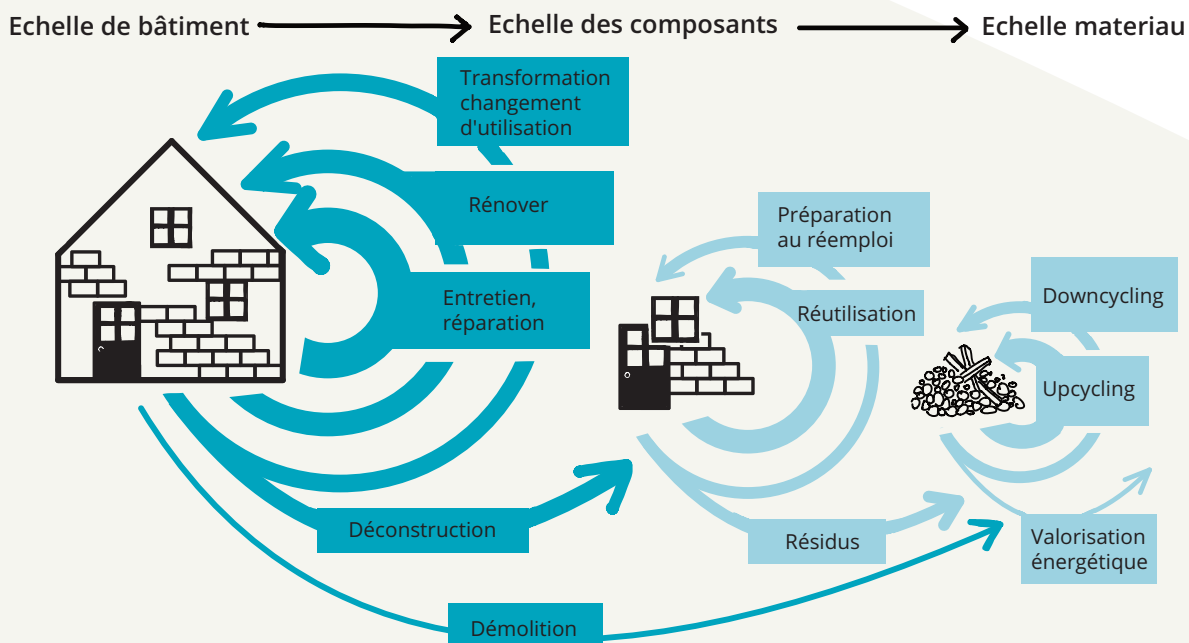 Echelle de bâtiment
Echelle des composants
Echelle materiau
Transformation
changement
d'utilisation
Rénover
Entretien,
réparation
Préparation
au réemploi
Réutilisation
Downcycling
Upcycling
Déconstruction
Résidus
Valorisation
énergétique
Démolition